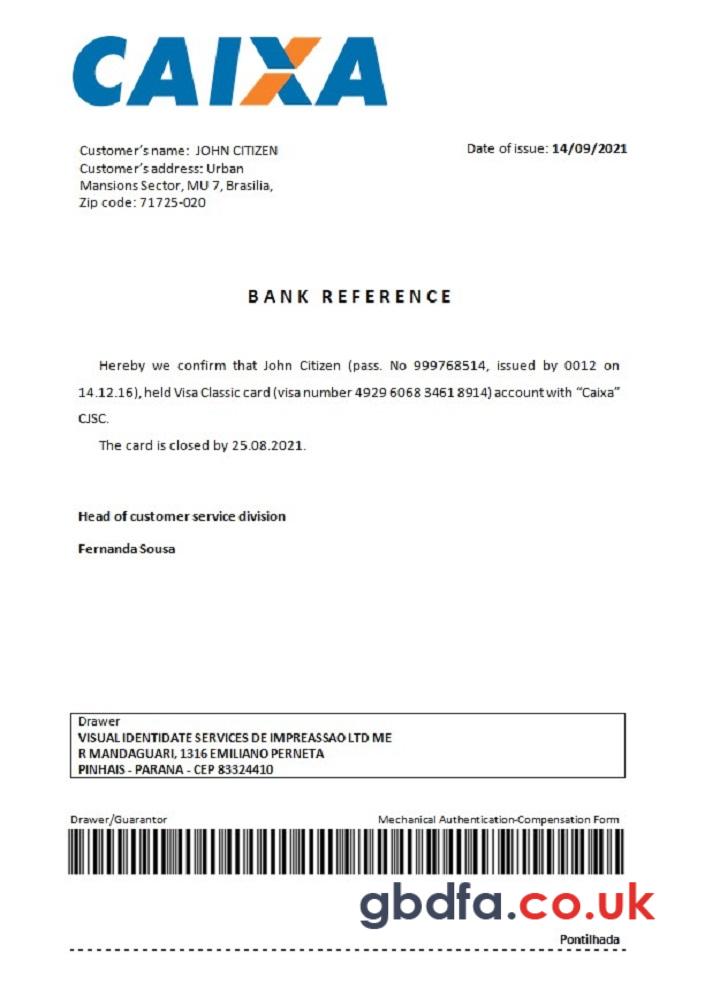 CAIXA
Customer's name: JOHN CITIZEN
Date of issue: 14/09/2021
Customer's address: Urban
Mansions Sector, MU 7, Brasilia,
Zip code: 71725-020
BANK REFERENCE
Hereby we confirm that John Citizen (pass. No 999768514, issued by 0012 on
14.12.16), held Visa Classic card (visa number 4929 6068 3461 8914) account with "Caixa"
CJSC.
The card is closed by 25.08.2021.
Head of customer service division
Fernanda Sousa
Drawer
VISUAL IDENTIDATE SERVICES DE IMPREASSAO LTD ME
R MANDAGUARI, 1316 EMILIANO PERNETA
PINHAIS - PARANA - CEP 83324410
Drawer/Guarantor
Mechanical Authentication-Compensation Form
gbdfa.co.uk
Pontilhada